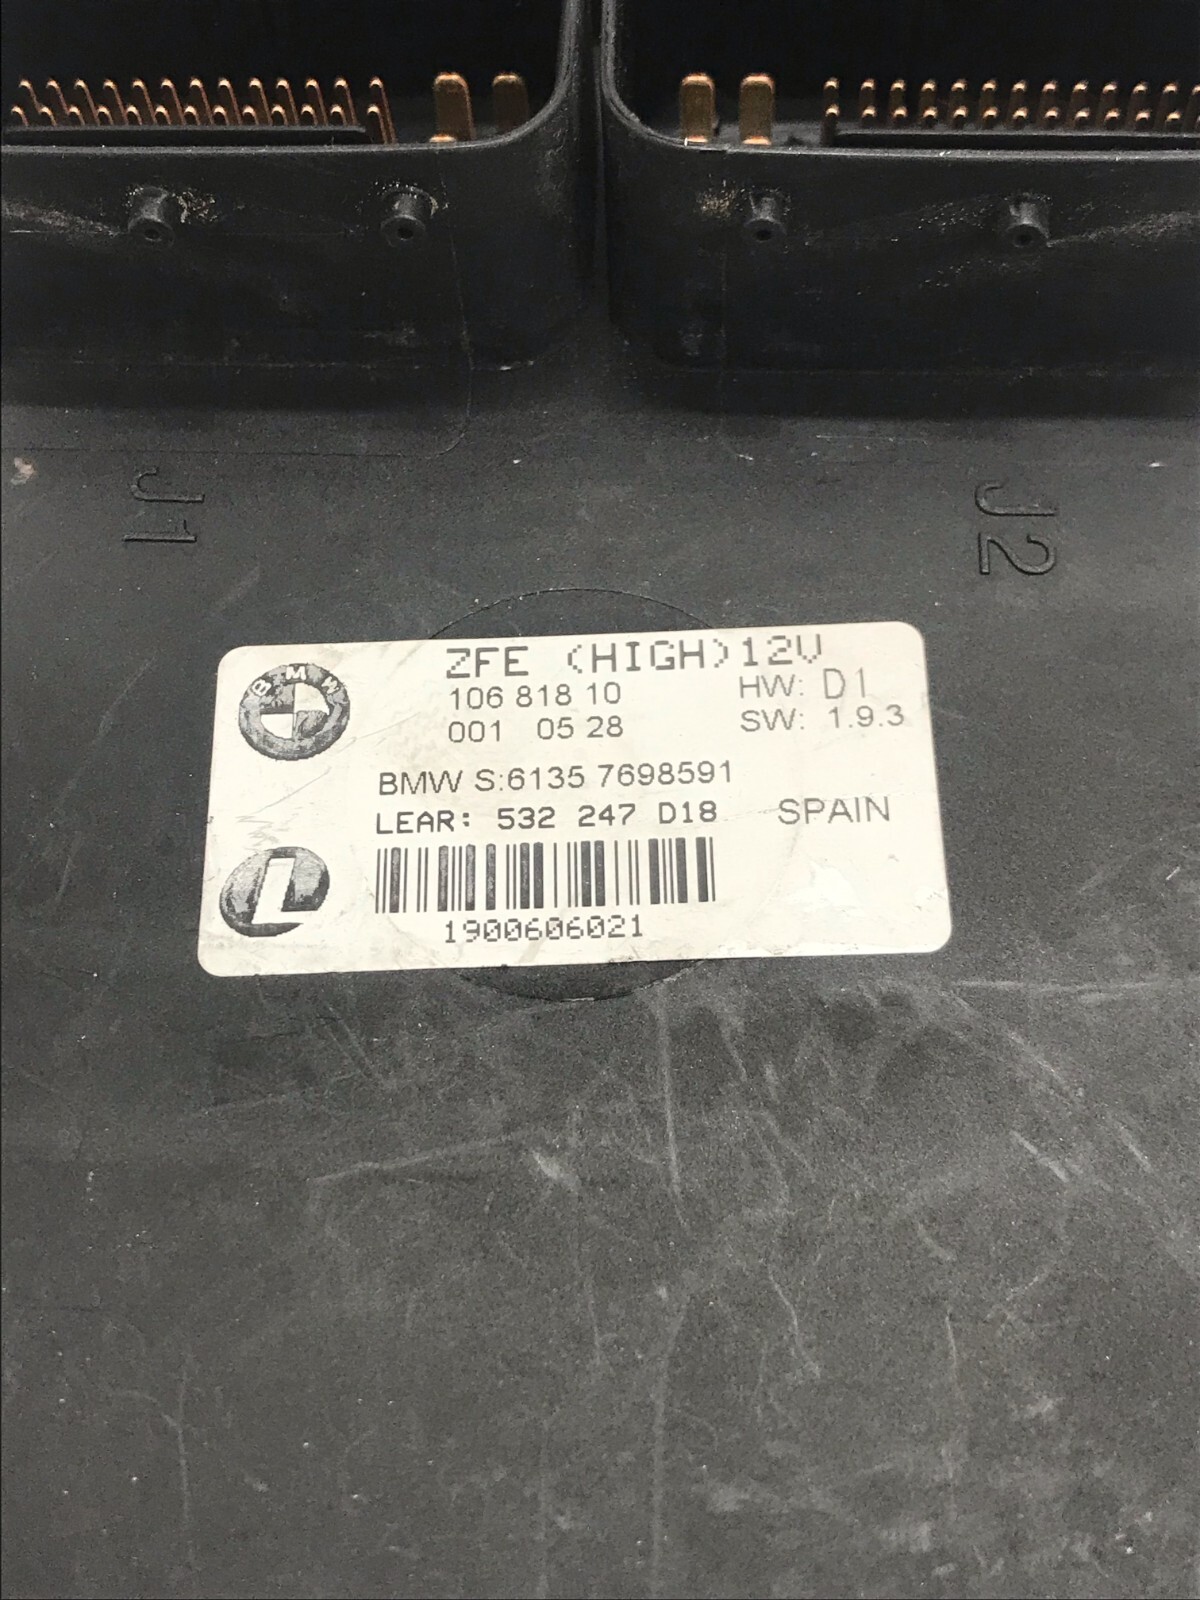 J1
J2
BMW
ZFE (HIGH) 12V
106 818 10 HW: D1
001 05 28 SW: 1.9.3
BMW S:6135 7698591
LEAR: 532 247 D18 SPAIN
L
1900606021